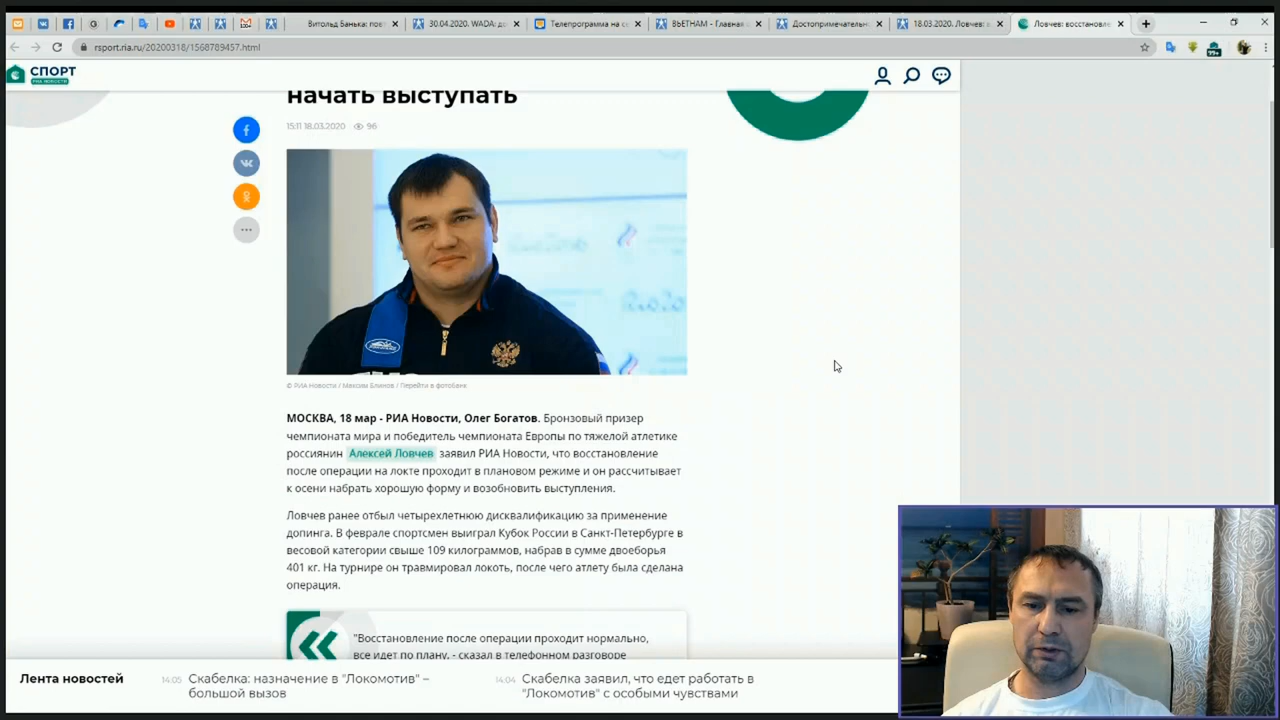 Витольд Банька: пое
30.04.2020. WADA: д
Телепрограмма на с
ВЬЕТНАМ - Главная
Достопримечательн
18.03.2020. Ловчев: в
Ловчев: восстановле
rsport.ria.ru/20200318/1568789457.html
99+
СПОРТ
РИА НОВОСТИ
начать выступать
15:11 18.03.2020 96
© РИА Новости / Максим Блинов / Перейти в фотобанк
МОСКВА, 18 мар - РИА Новости, Олег Богатов. Бронзовый призер
чемпионата мира и победитель чемпионата Европы по тяжелой атлетике
россиянин Алексей Ловчев заявил РИА Новости, что восстановление
после операции на локте проходит в плановом режиме и он рассчитывает
к осени набрать хорошую форму и возобновить выступления.
Ловчев ранее отбыл четырехлетнюю дисквалификацию за применение
допинга. В феврале спортсмен выиграл Кубок России в Санкт-Петербурге в
весовой категории свыше 109 килограммов, набрав в сумме двоеборья
401 кг. На турнире он травмировал локоть, после чего атлету была сделана
операция.
"Восстановление после операции проходит нормально,
все идет по плану, - сказал в телефонном разговоре
Лента новостей
14:05 Скабелка: назначение в "Локомотив" –
большой вызов
14:04 Скабелка заявил, что едет работать в
"Локомотив" с особыми чувствами